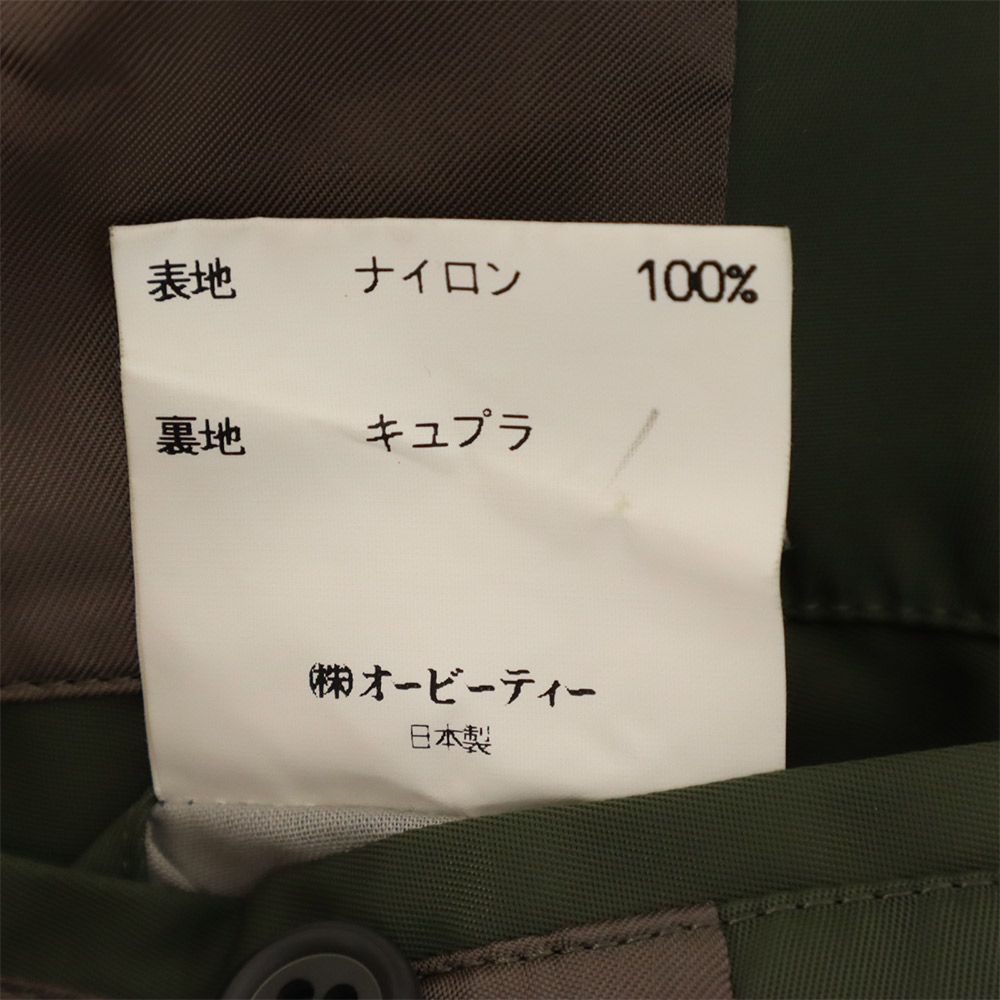 表地 ナイロン 100%
裏地 キュプラ
(株)オービーティー
日本製